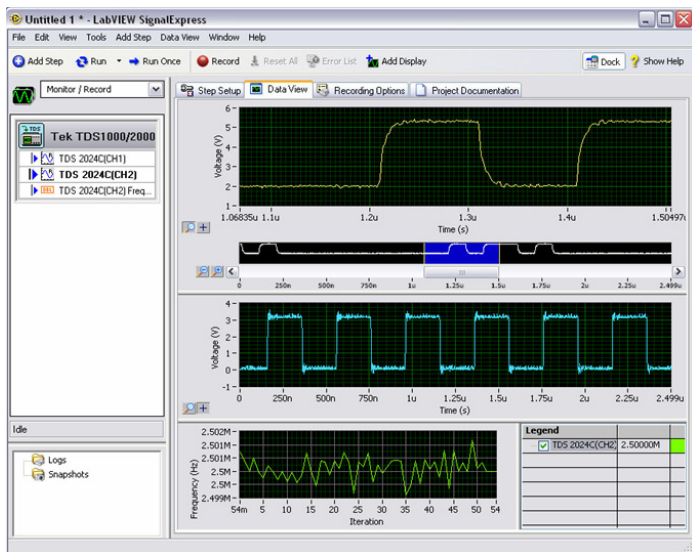 Untitled 1 * - LabVIEW SignalExpress
File Edit View Tools Add Step Data View Window Help
Add Step Run Run Once Record Reset All Error List Add Display Dock Show Help
Monitor / Record
Step Setup Data View Recording Options Project Documentation
TDS
Tek TDS1000/2000
TDS 2024C(CH1)
TDS 2024C(CH2)
TDS 2024C(CH2) Freq...
Voltage (V)
6
5
4
3
2
1
1.06835u 1.1u 1.2u 1.3u 1.4u 1.50497u
Time (s)
0 250n 500n 750n 1u 1.25u 1.5u 1.75u 2u 2.25u 2.499u
Voltage (V)
4
3
2
1
0
-1
0 250n 500n 750n 1u 1.25u 1.5u 1.75u 2u 2.25u 2.499u
Time (s)
Idle
Logs
Snapshots
Frequency (Hz)
2.502M
2.501M
2.501M
2.5M
2.5M
2.499M
54m 5 10 15 20 25 30 35 40 45 50 54
Iteration
Legend
TDS 2024C(CH2) 2.50000M